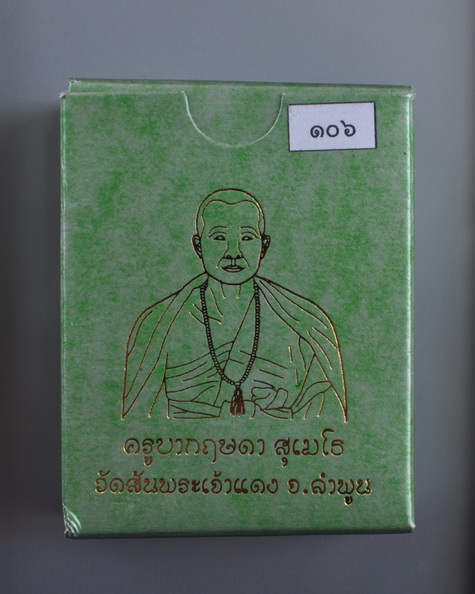 ๑๐๖
ครูบากฤษดา สุเมโธ
วัดสันพระเจ้าแดง จ.ลำพูน